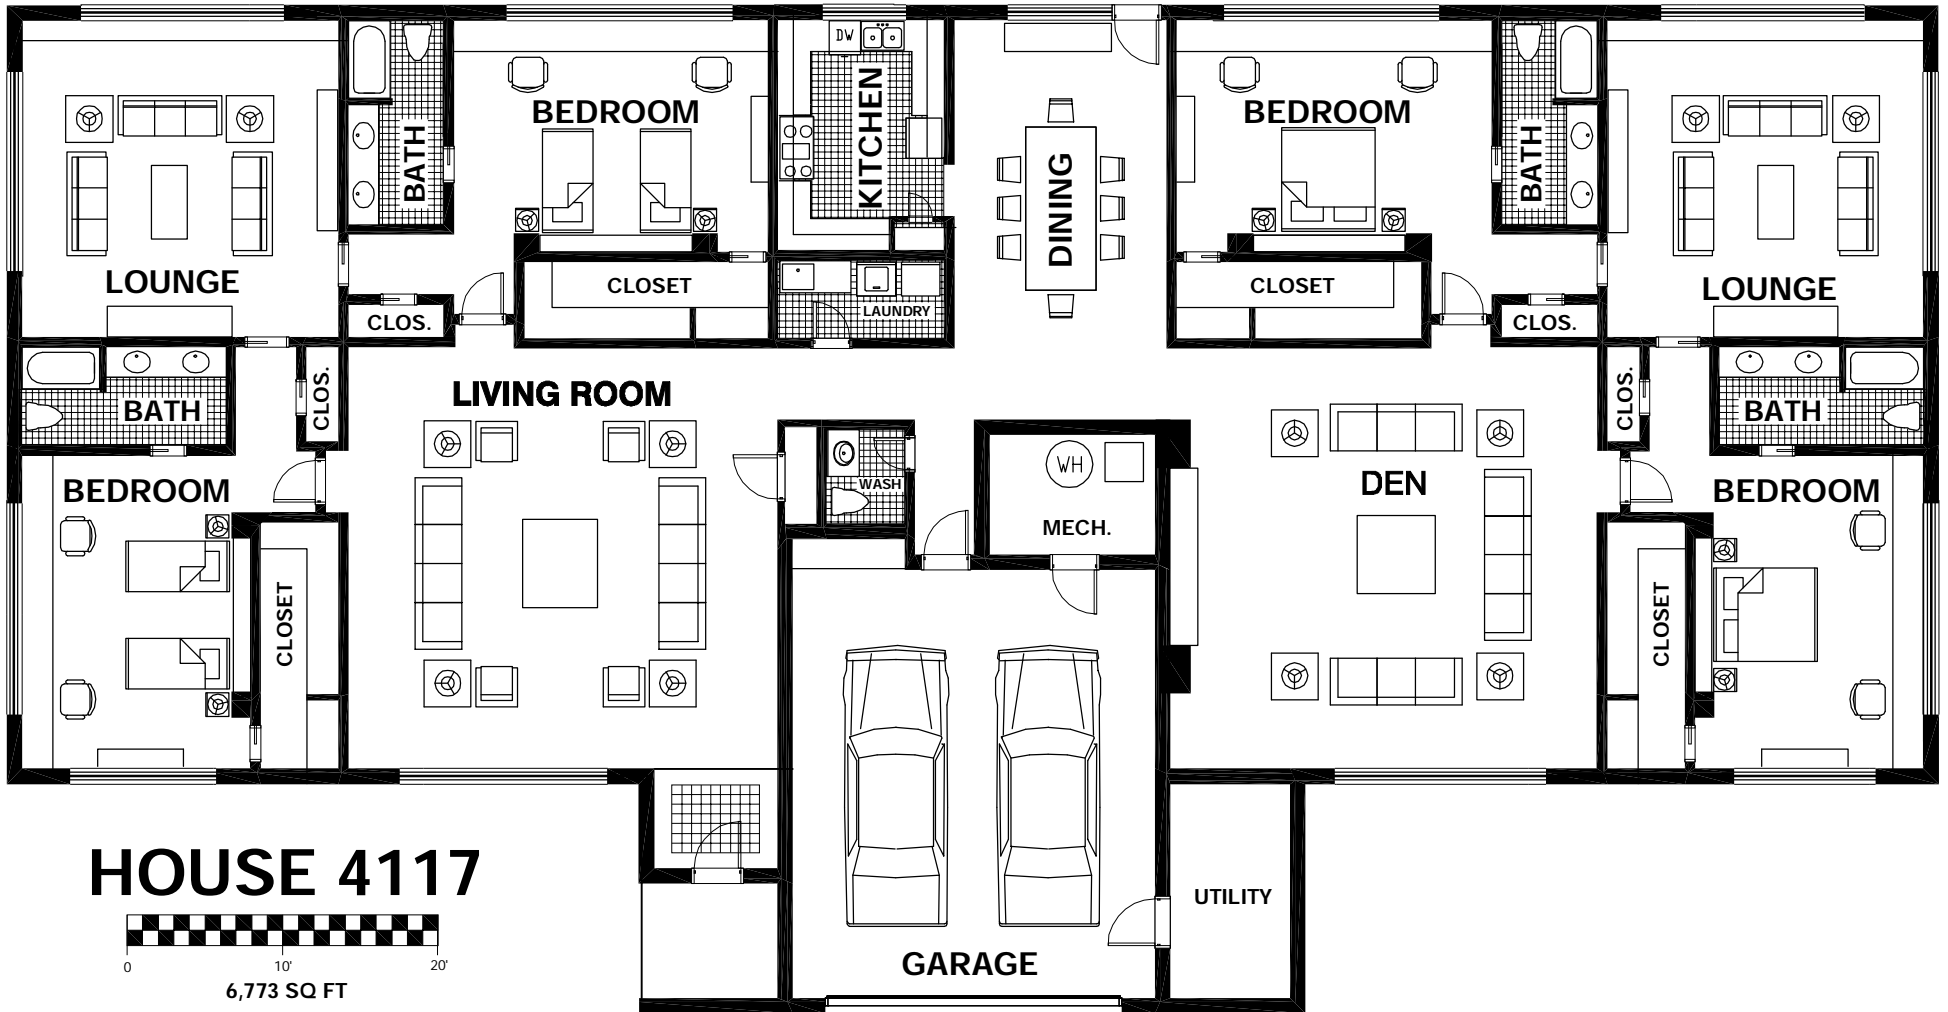 DW
KITCHEN
BEDROOM
BEDROOM
BATH
BATH
DINING
LOUNGE
CLOSET
CLOSET
LOUNGE
CLOS.
LAUNDRY
CLOS.
LIVING ROOM
CLOS.
CLOS.
BATH
BATH
WH
BEDROOM
WASH
DEN
BEDROOM
MECH.
CLOSET
CLOSET
HOUSE 4117
UTILITY
GARAGE
0 10' 20'
6,773 SQ FT